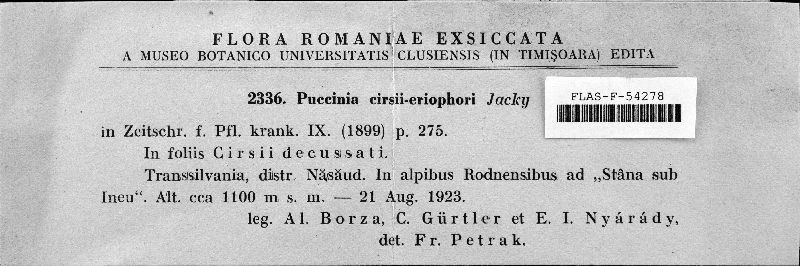 FLORA ROMANIAE EXSICCATA
A MUSEO BOTANICO UNIVERSITATIS CLUSIENSIS (IN TIMIŞOARA) EDITA
2336. Puccinia cirsii-eriophori Jacky
FLAS-F-54278
in Zeitschr. f. Pfl. krank. IX. (1899) p. 275.
In foliis Cirsii decussati.
Transsilvania, distr. Năsăud. In alpibus Rodnensibus ad „Stâna sub
Ineu“. Alt. cca 1100 m s. m. — 21 Aug. 1923.
leg. Al. Borza, C. Gürtler et E. I. Nyárády,
det. Fr. Petrak.